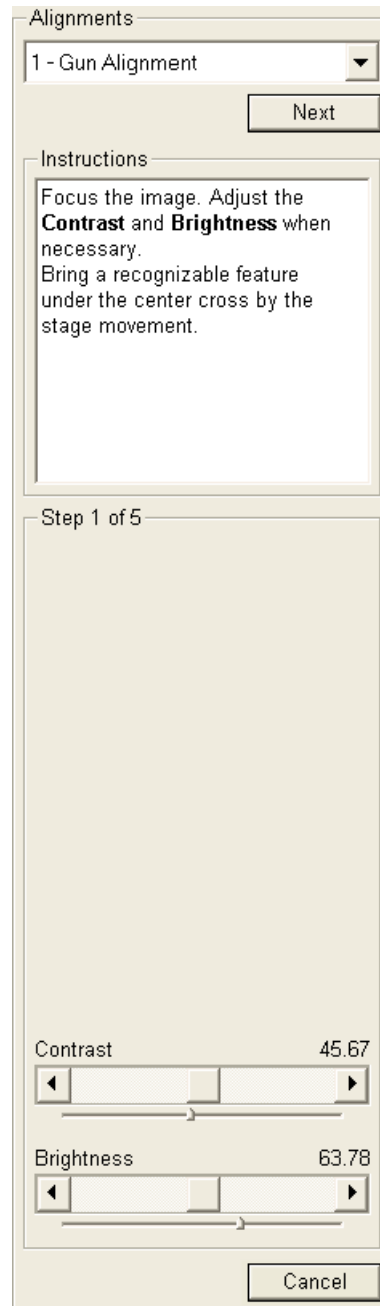 Alignments
1 - Gun Alignment
Next
Instructions
Focus the image. Adjust the
Contrast and Brightness when
necessary.
Bring a recognizable feature
under the center cross by the
stage movement.
Step 1 of 5
Contrast 45.67
Brightness 63.78
Cancel